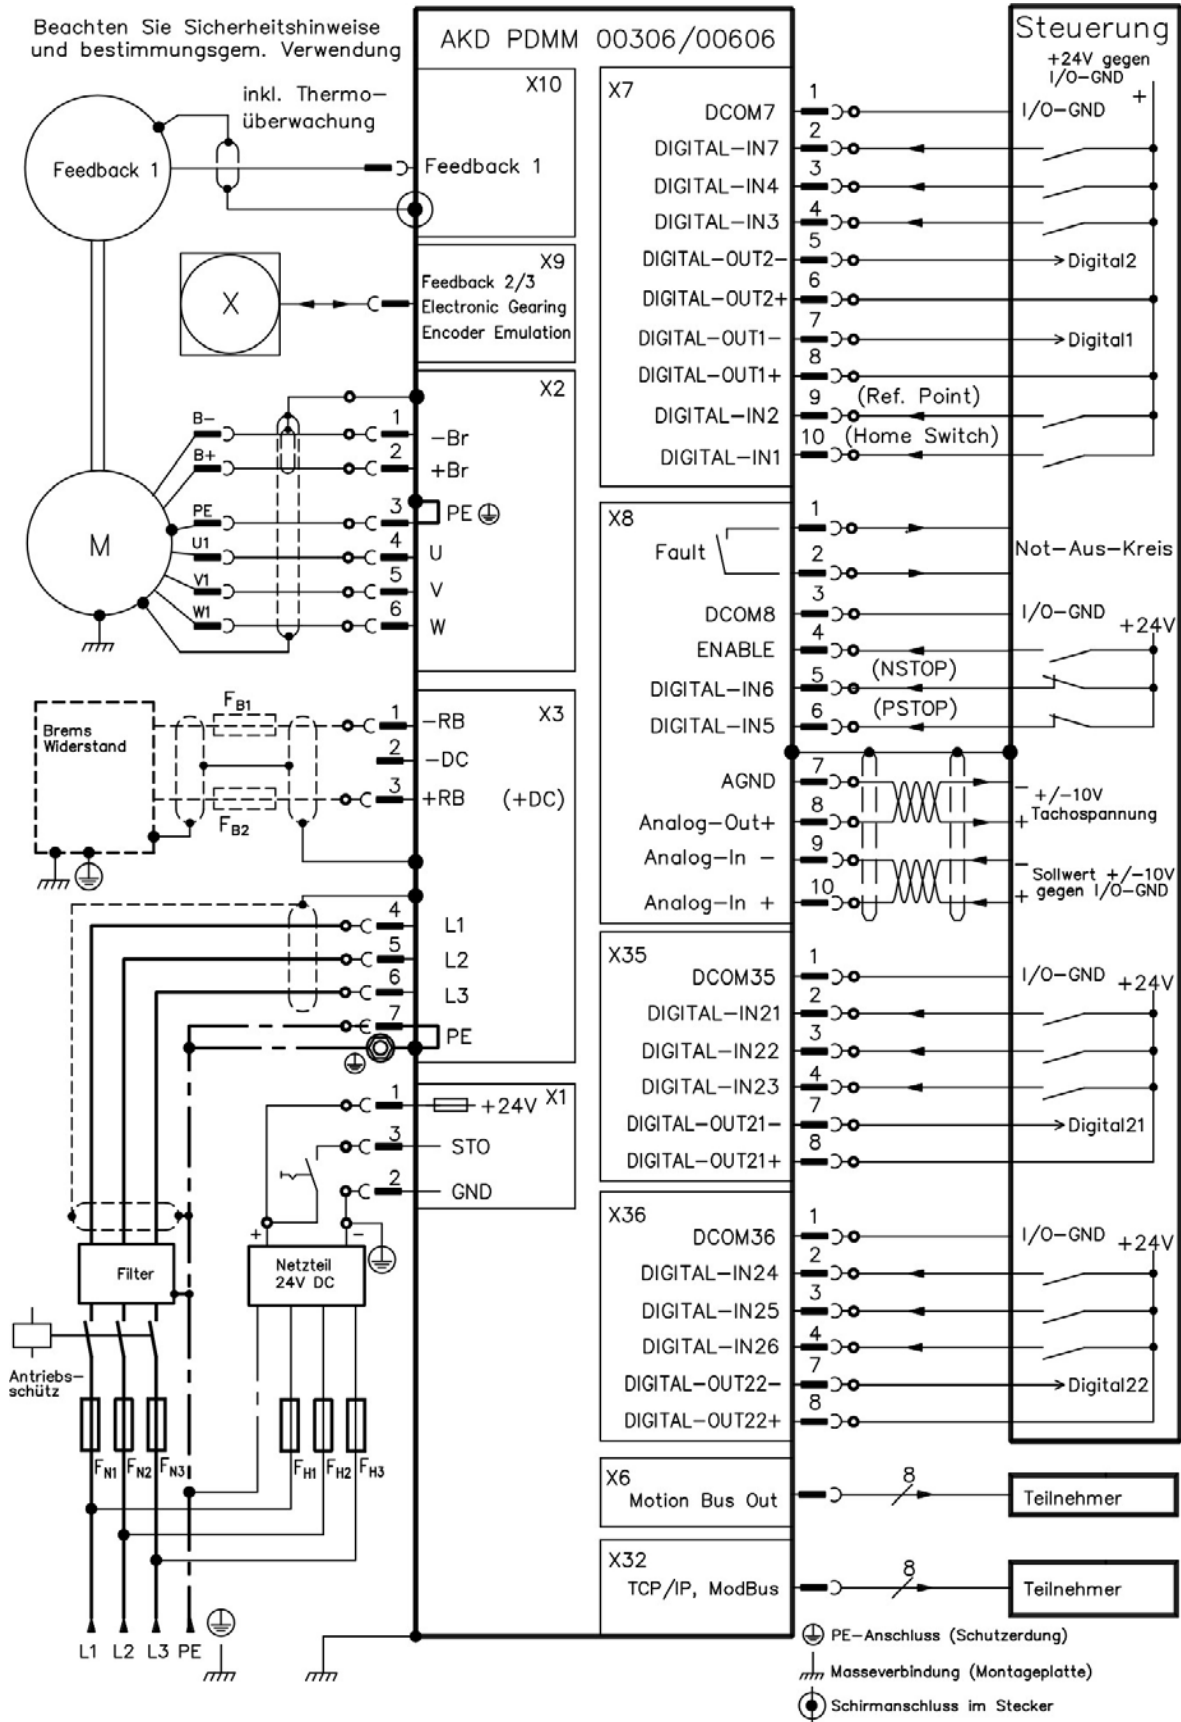 Beachten Sie Sicherheitshinweise
und bestimmungsgem. Verwendung
AKD PDMM 00306/00606
Steuerung
+24V gegen
I/O-GND
+
inkl. Thermo-
überwachung
Feedback 1
X10
Feedback 1
X
X9
Feedback 2/3
Electronic Gearing
Encoder Emulation
X2
B- 1 -Br
B+ 2 +Br
PE 3 PE
U1 4 U
V1 5 V
W1 6 W
M
X3
Brems
Widerstand
FB1
1 -RB
2 -DC
3 +RB (+DC)
FB2
4 L1
5 L2
6 L3
7 PE
X1
1 +24V
3 STO
2 GND
+ -
Filter
Netzteil
24V DC
Antriebs-
schütz
FN1 FN2 FN3 FH1 FH2 FH3
L1 L2 L3 PE
X7
DCOM7 1 I/O-GND
DIGITAL-IN7 2
DIGITAL-IN4 3
DIGITAL-IN3 4
DIGITAL-OUT2- 5 Digital2
DIGITAL-OUT2+ 6
DIGITAL-OUT1- 7 Digital1
DIGITAL-OUT1+ 8
DIGITAL-IN2 9 (Ref. Point)
DIGITAL-IN1 10 (Home Switch)
X8
Fault 1
2
Not-Aus-Kreis
DCOM8 3 I/O-GND
+24V
ENABLE 4
DIGITAL-IN6 5 (NSTOP)
DIGITAL-IN5 6 (PSTOP)
AGND 7 -
+/-10V
Tachospannung
Analog-Out+ 8 +
Analog-In - 9 -
Sollwert +/-10V
gegen I/O-GND
Analog-In + 10 +
X35
DCOM35 1 I/O-GND
+24V
DIGITAL-IN21 2
DIGITAL-IN22 3
DIGITAL-IN23 4
DIGITAL-OUT21- 7 Digital21
DIGITAL-OUT21+ 8
X36
DCOM36 1 I/O-GND
+24V
DIGITAL-IN24 2
DIGITAL-IN25 3
DIGITAL-IN26 4
DIGITAL-OUT22- 7 Digital22
DIGITAL-OUT22+ 8
X6
Motion Bus Out 8 Teilnehmer
X32
TCP/IP, ModBus 8 Teilnehmer
PE-Anschluss (Schutzerdung)
Masseverbindung (Montageplatte)
Schirmanschluss im Stecker